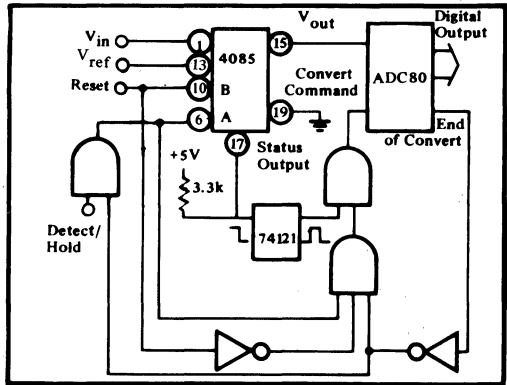 V_in
V_ref
Reset
1
13
10
6
4085
B
A
15
19
17
V_out
Convert
Command
ADC80
Digital
Output
End
of Convert
Status
Output
+5V
3.3k
74121
Detect/
Hold